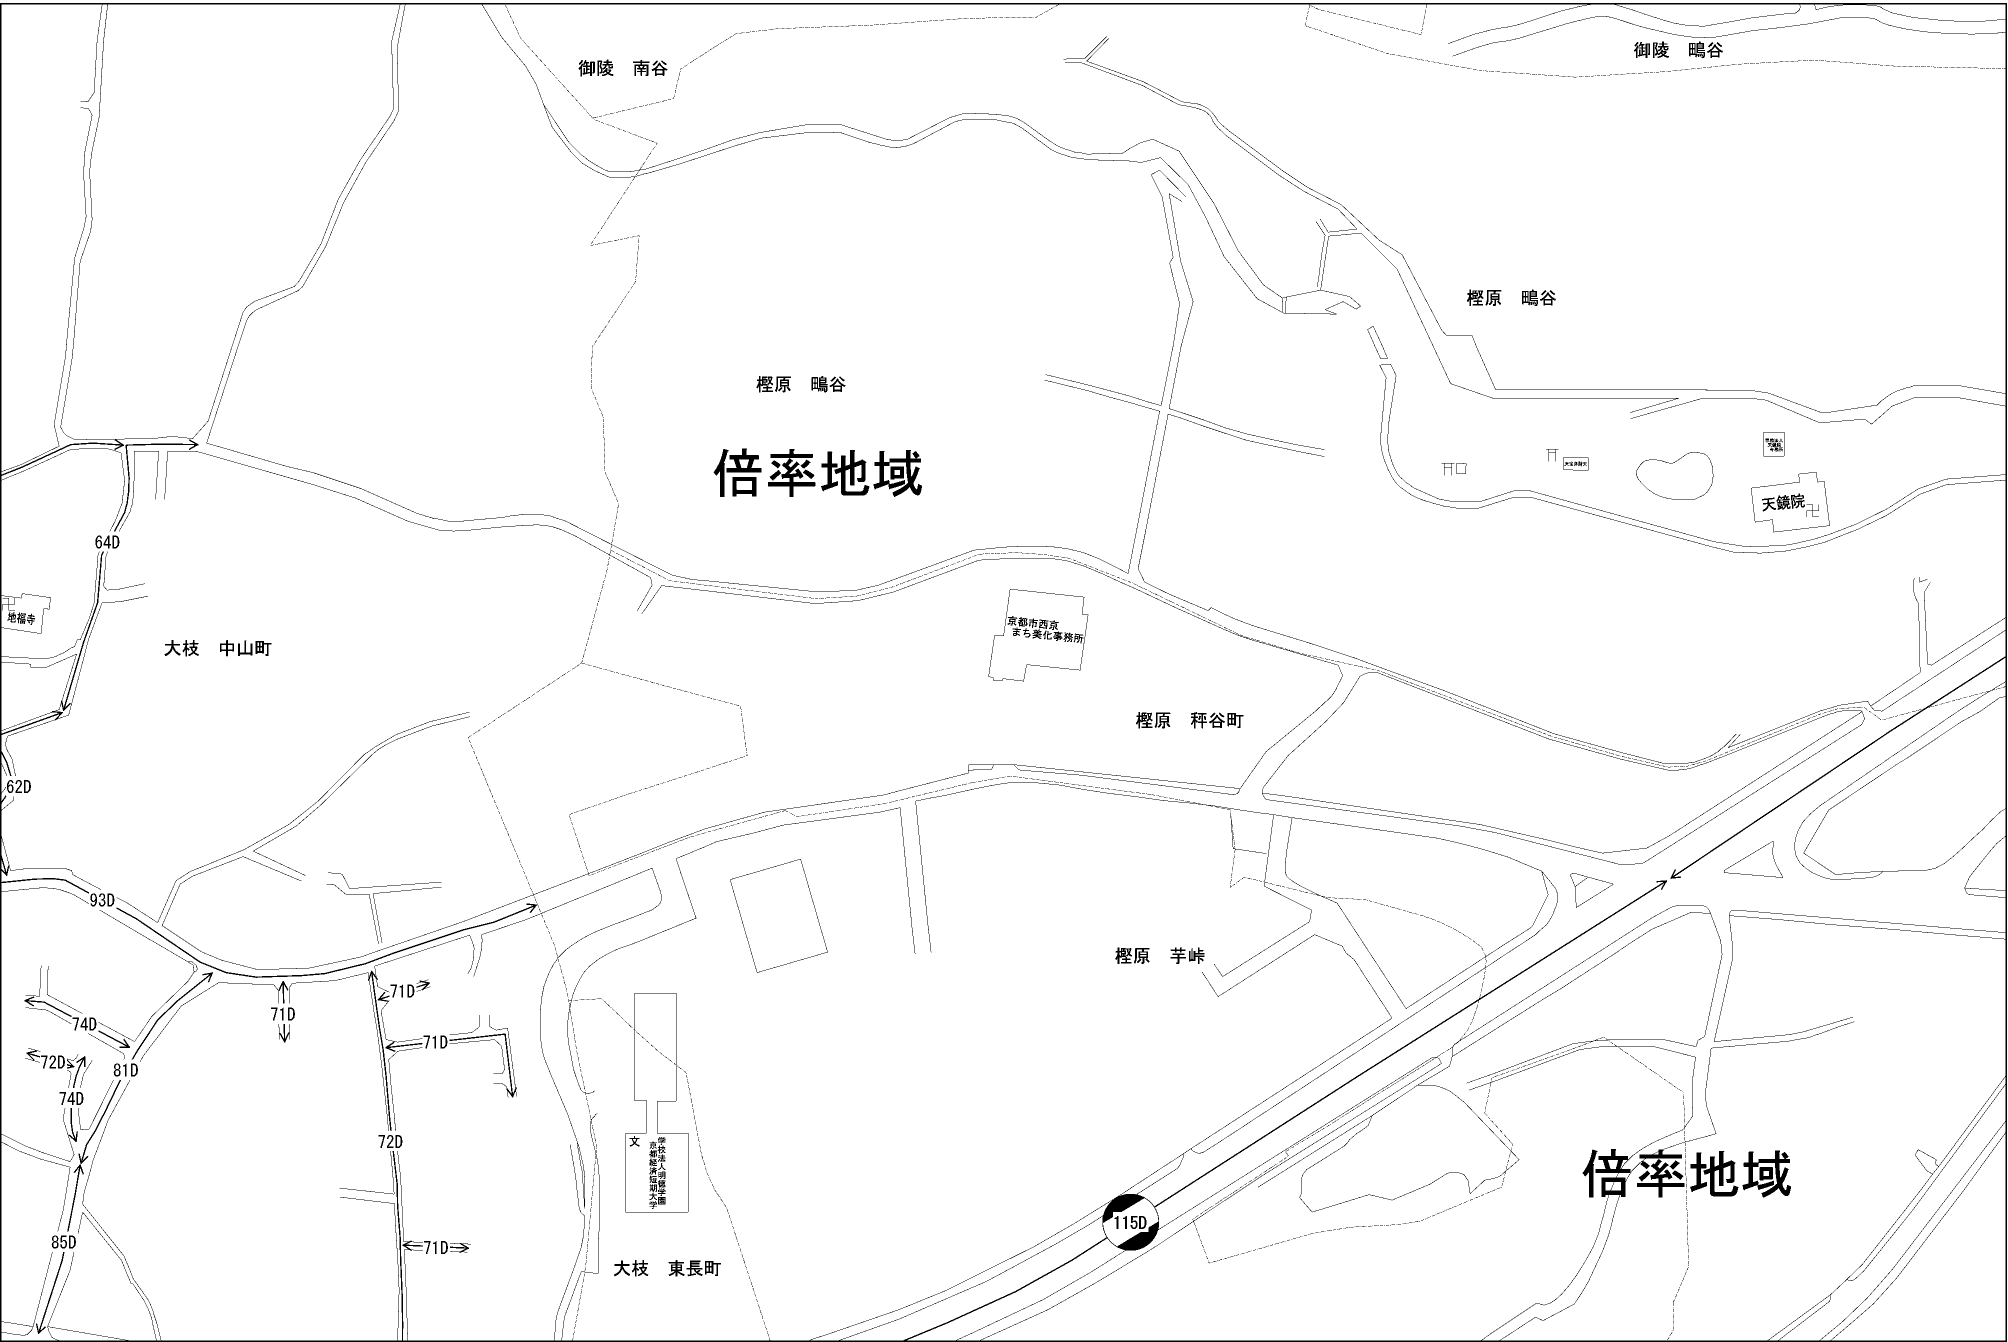 御陵　南谷
御陵　鴫谷
樫原　鴫谷
樫原　鴫谷
倍率地域
天鏡院
64D
地福寺
京都市西京
まち美化事務所
大枝　中山町
樫原　秤谷町
62D
93D
樫原　芋峠
71D
71D
74D
71D
72D
81D
74D
72D
文
学校法人明徳学園
京都経済短期大学
倍率地域
115D
85D
71D
大枝　東長町